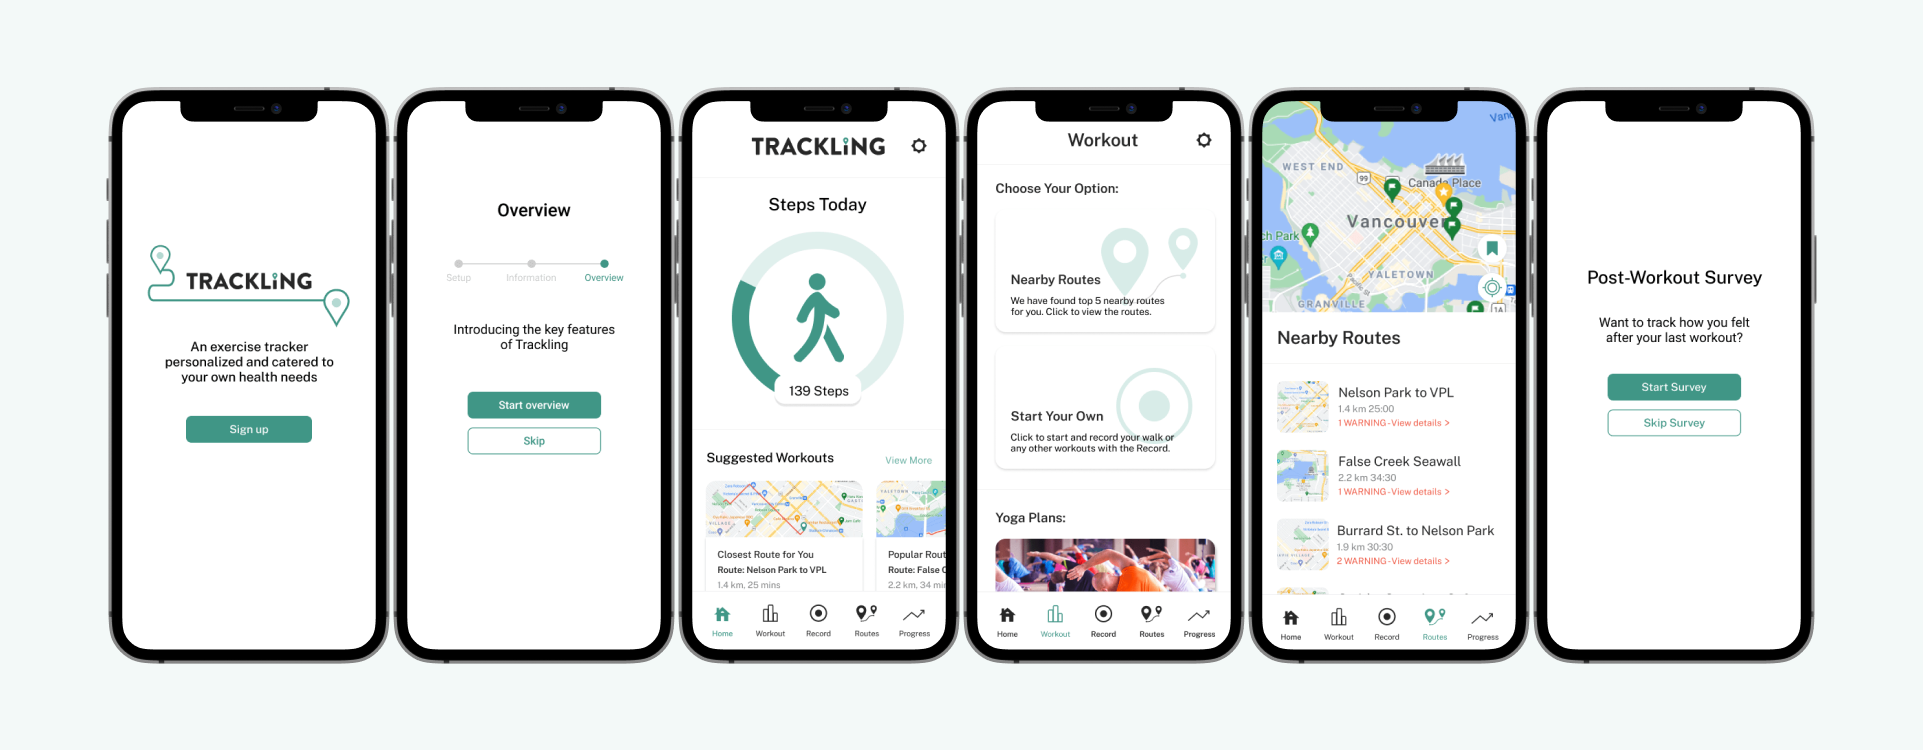 TRACKLiNG
An exercise tracker
personalized and catered to
your own health needs
Sign up
Overview
Setup
Information
Overview
Introducing the key features
of Trackling
Start overview
Skip
TRACKLiNG
Steps Today
139 Steps
Suggested Workouts
View More
YALETOWN
Closest Route for You
Route: Nelson Park to VPL
1.4 km, 25 mins
Popular Rout
Route: False C
2.2 km, 34 min
Home
Workout
Record
Routes
Progress
Workout
Choose Your Option:
Nearby Routes
We have found top 5 nearby routes
for you. Click to view the routes.
Start Your Own
Click to start and record your walk or
any other workouts with the Record.
Yoga Plans:
Home
Workout
Record
Routes
Progress
Vanc
WEST END
99
Canada Place
Vancouver
ch Park
YALETOWN
GRANVILLE
1A
Nearby Routes
Nelson Park to VPL
1.4 km 25:00
1 WARNING - View details >
False Creek Seawall
2.2 km 34:30
1 WARNING - View details >
Burrard St. to Nelson Park
1.9 km 30:30
2 WARNING - View details >
Home
Workout
Record
Routes
Progress
Post-Workout Survey
Want to track how you felt
after your last workout?
Start Survey
Skip Survey